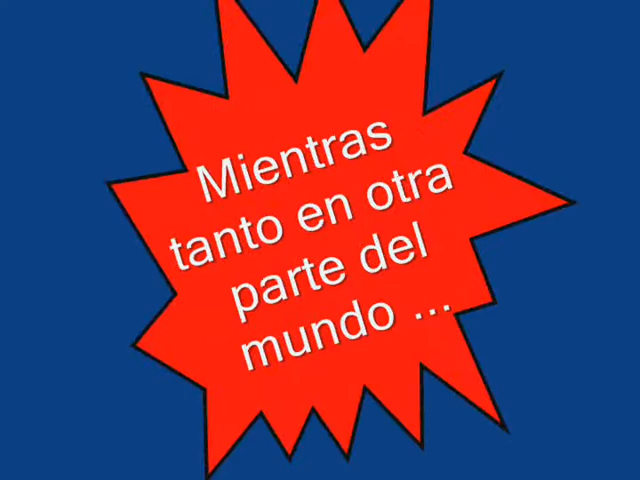 Mientras
tanto en otra
parte del
mundo ...